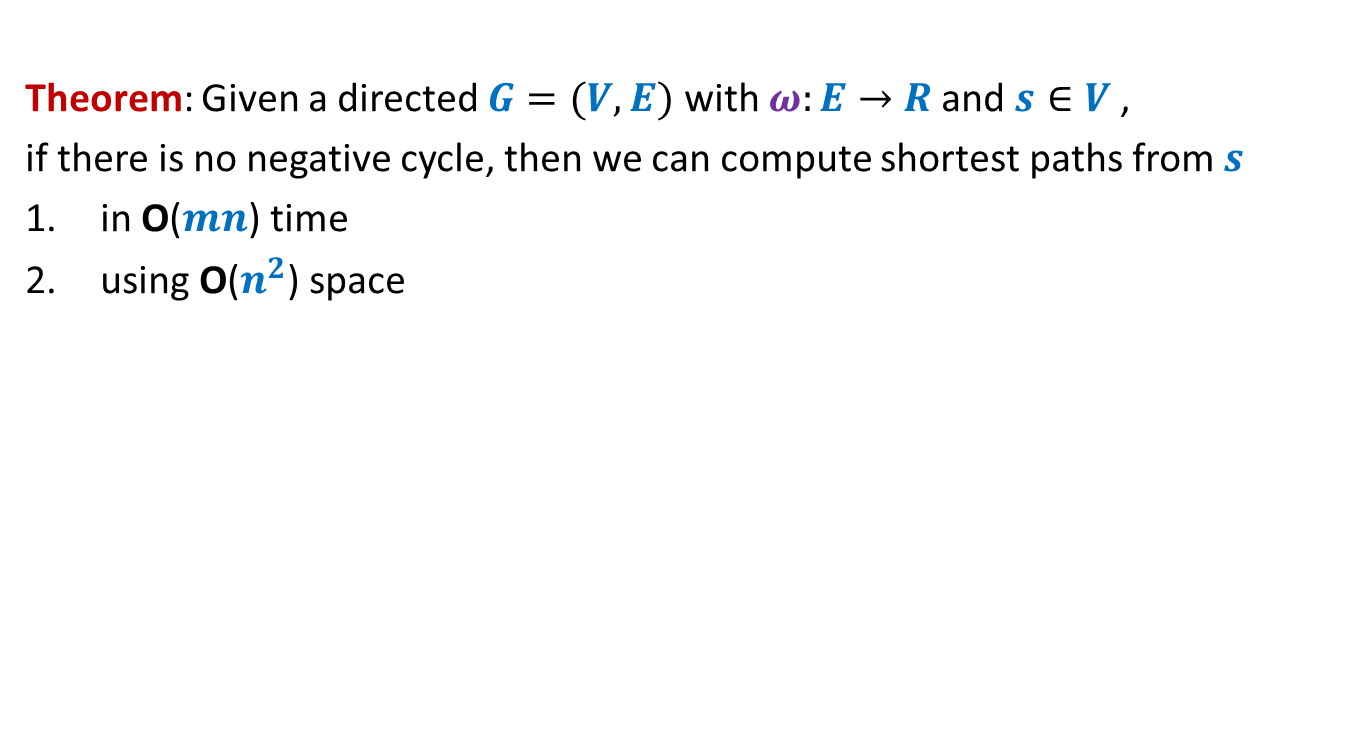 Theorem: Given a directed G = (V, E) with ω: E → R and s ∈ V ,
if there is no negative cycle, then we can compute shortest paths from s
1. in O(mn) time
2. using O(n²) space